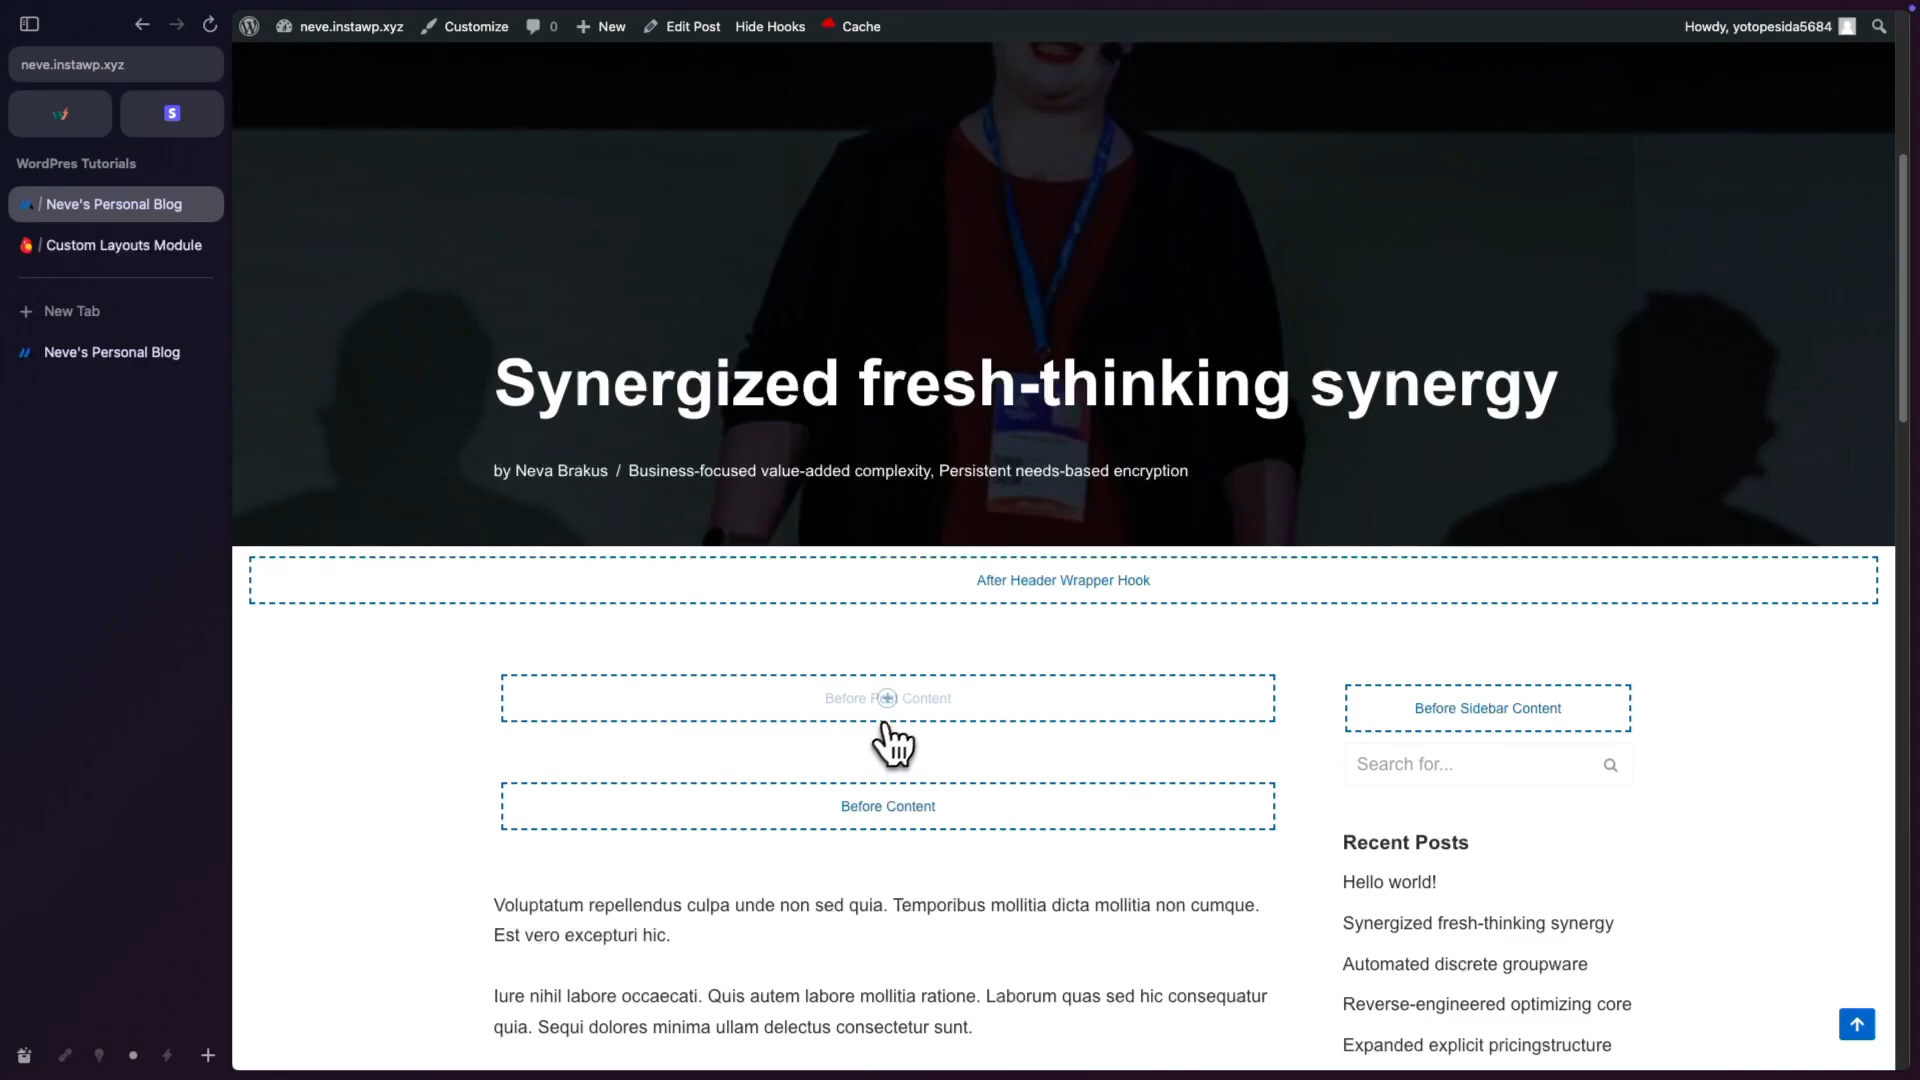 neve.instawp.xyz
Customize
0
New
Edit Post
Hide Hooks
Cache
Howdy, yotopesida5684
neve.instawp.xyz
S
WordPres Tutorials
/ Neve's Personal Blog
/ Custom Layouts Module
New Tab
Neve's Personal Blog
Synergized fresh-thinking synergy
by Neva Brakus / Business-focused value-added complexity, Persistent needs-based encryption
After Header Wrapper Hook
Before Post Content
Before Content
Voluptatum repellendus culpa unde non sed quia. Temporibus mollitia dicta mollitia non cumque.
Est vero excepturi hic.
Iure nihil labore occaecati. Quis autem labore mollitia ratione. Laborum quas sed hic consequatur
quia. Sequi dolores minima ullam delectus consectetur sunt.
Before Sidebar Content
Search for...
Recent Posts
Hello world!
Synergized fresh-thinking synergy
Automated discrete groupware
Reverse-engineered optimizing core
Expanded explicit pricingstructure